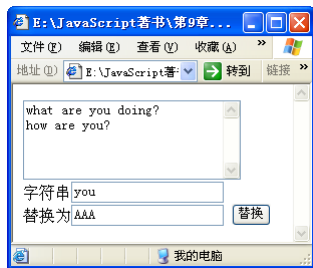 E:\JavaScript著书\第9章...
文件(F) 编辑(E) 查看(V) 收藏(A) »
地址(D) E:\JavaScript著 转到 链接 »
what are you doing?
how are you?
字符串 you
替换为 AAA 替换
我的电脑